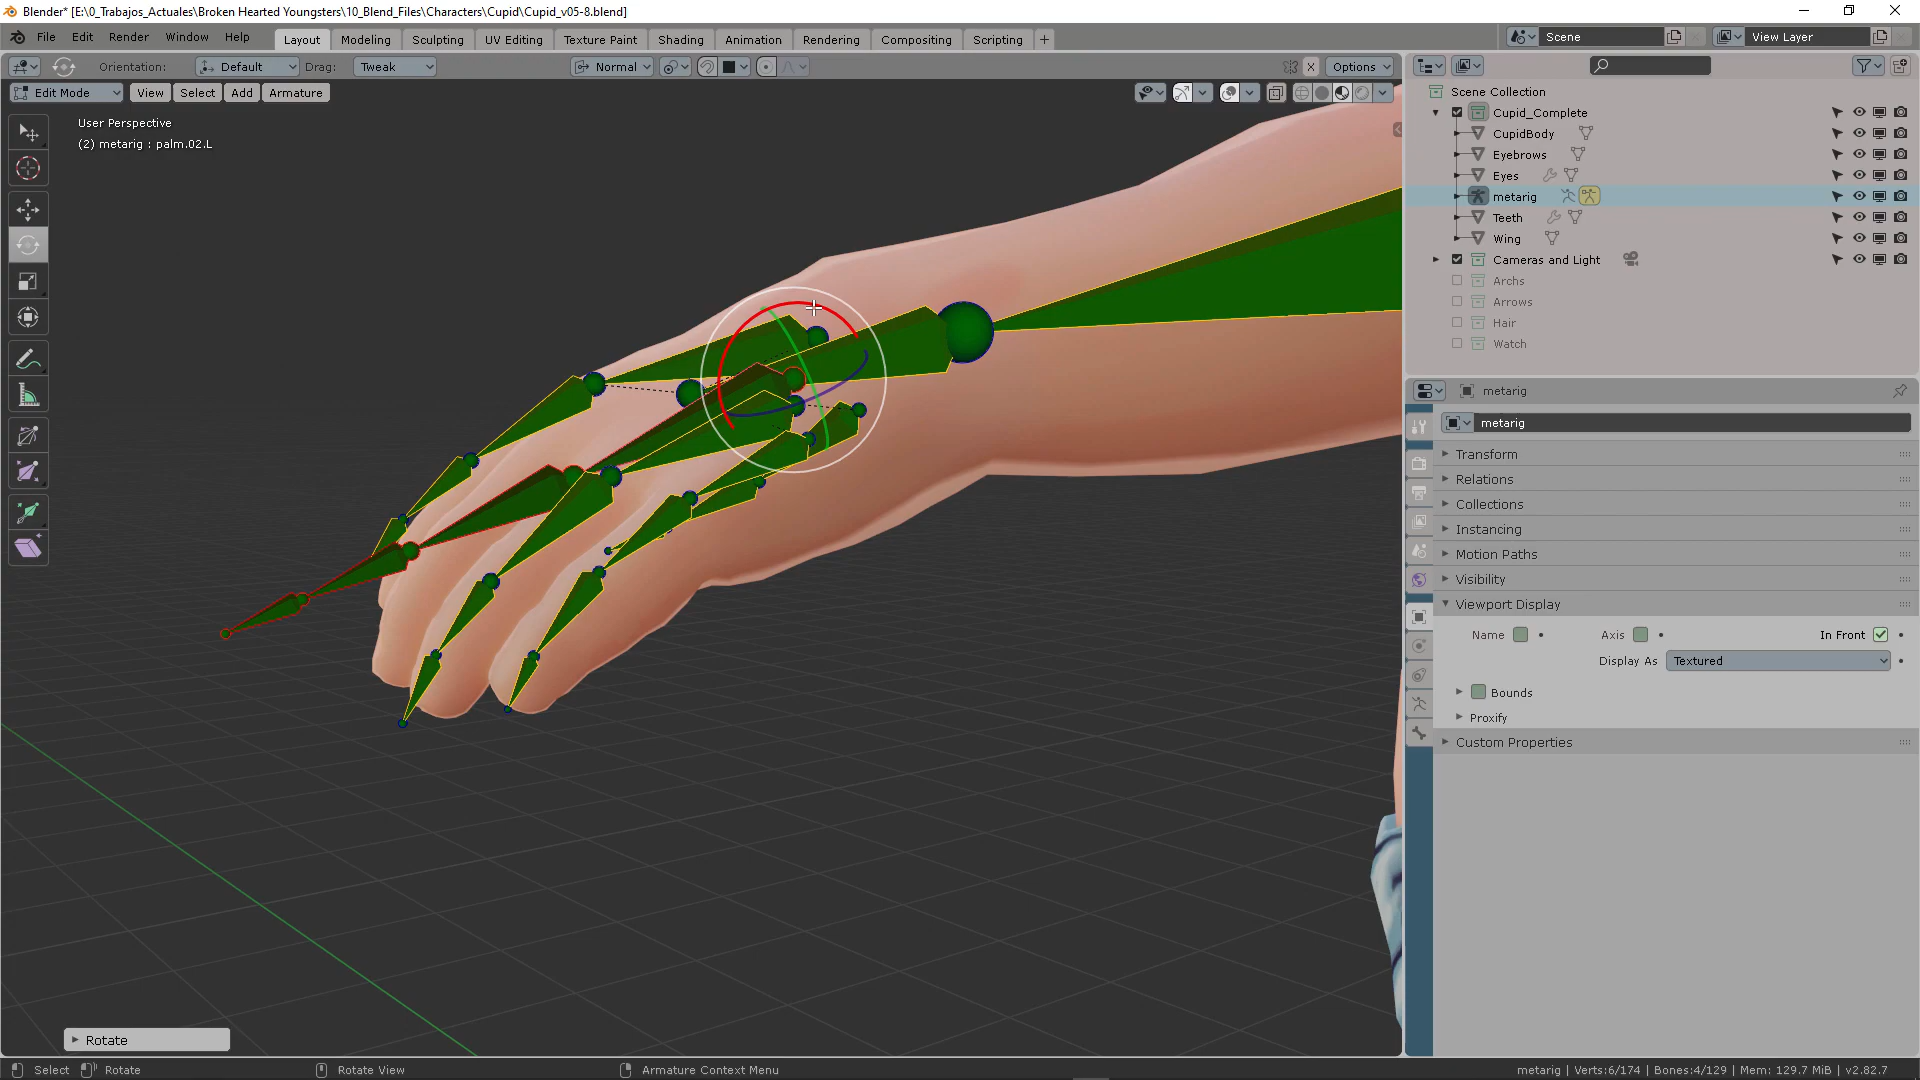 Blender* [E:\0_Trabajos_Actuales\Broken Hearted Youngsters\10_Blend_Files\Characters\Cupid\Cupid_v05-8.blend]
File Edit Render Window Help Layout Modeling Sculpting UV Editing Texture Paint Shading Animation Rendering Compositing Scripting + Scene View Layer
Orientation: Default Drag: Tweak Normal X Options
Edit Mode View Select Add Armature
User Perspective
(2) metarig : palm.02.L
Scene Collection
Cupid_Complete
CupidBody
Eyebrows
Eyes
metarig
Teeth
Wing
Cameras and Light
Archs
Arrows
Hair
Watch
metarig
metarig
Transform
Relations
Collections
Instancing
Motion Paths
Visibility
Viewport Display
Name Axis In Front
Display As Textured
Bounds
Proxify
Custom Properties
Rotate
Select Rotate Rotate View Armature Context Menu metarig | Verts:6/174 | Bones:4/129 | Mem: 129.7 MiB | v2.82.7